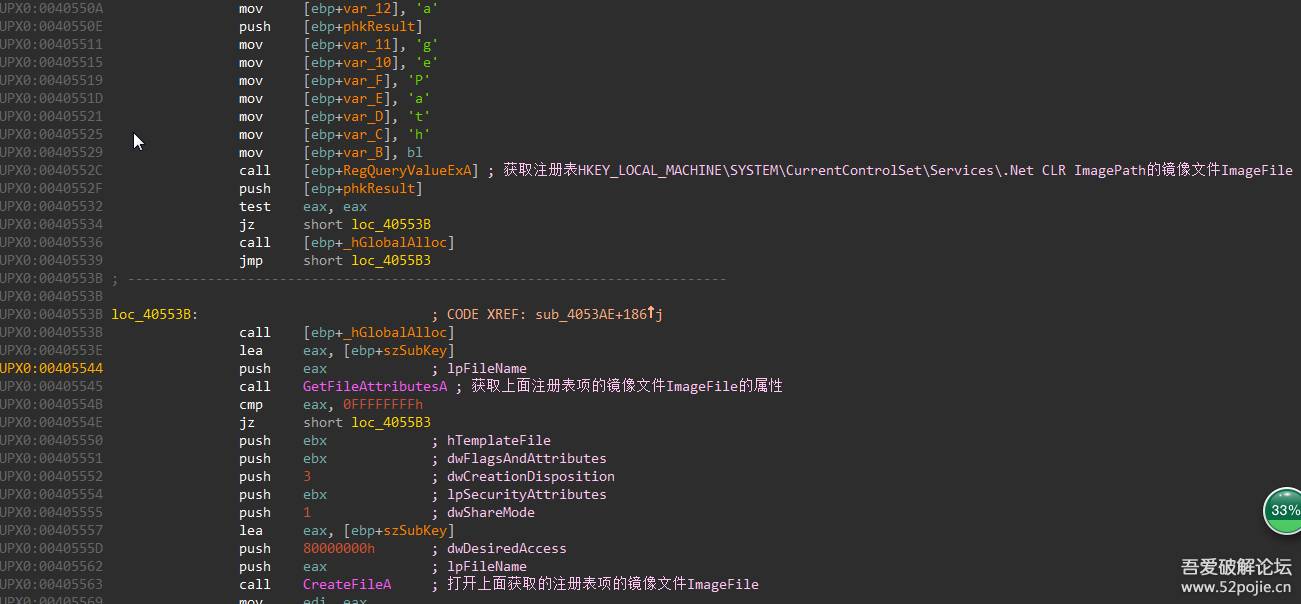 UPX0:0040550A mov [ebp+var_12], 'a'
UPX0:0040550E push [ebp+phkResult]
UPX0:00405511 mov [ebp+var_11], 'g'
UPX0:00405515 mov [ebp+var_10], 'e'
UPX0:00405519 mov [ebp+var_F], 'P'
UPX0:0040551D mov [ebp+var_E], 'a'
UPX0:00405521 mov [ebp+var_D], 't'
UPX0:00405525 mov [ebp+var_C], 'h'
UPX0:00405529 mov [ebp+var_B], bl
UPX0:0040552C call [ebp+RegQueryValueExA] ; 获取注册表HKEY_LOCAL_MACHINE\SYSTEM\CurrentControlSet\Services\.Net CLR ImagePath的镜像文件ImageFile
UPX0:0040552F push [ebp+phkResult]
UPX0:00405532 test eax, eax
UPX0:00405534 jz short loc_40553B
UPX0:00405536 call [ebp+_hGlobalAlloc]
UPX0:00405539 jmp short loc_4055B3
UPX0:0040553B ; ---------------------------------------------------------------------------
UPX0:0040553B
UPX0:0040553B loc_40553B: ; CODE XREF: sub_4053AE+186↑j
UPX0:0040553B call [ebp+_hGlobalAlloc]
UPX0:0040553E lea eax, [ebp+szSubKey]
UPX0:00405544 push eax ; lpFileName
UPX0:00405545 call GetFileAttributesA ; 获取上面注册表项的镜像文件ImageFile的属性
UPX0:0040554B cmp eax, 0FFFFFFFFh
UPX0:0040554E jz short loc_4055B3
UPX0:00405550 push ebx ; hTemplateFile
UPX0:00405551 push ebx ; dwFlagsAndAttributes
UPX0:00405552 push 3 ; dwCreationDisposition
UPX0:00405554 push ebx ; lpSecurityAttributes
UPX0:00405555 push 1 ; dwShareMode
UPX0:00405557 lea eax, [ebp+szSubKey]
UPX0:0040555D push 80000000h ; dwDesiredAccess
UPX0:00405562 push eax ; lpFileName
UPX0:00405563 call CreateFileA ; 打开上面获取的注册表项的镜像文件ImageFile
UPX0:00405569 mov edi, eax
33%
吾爱破解论坛
www.52pojie.cn